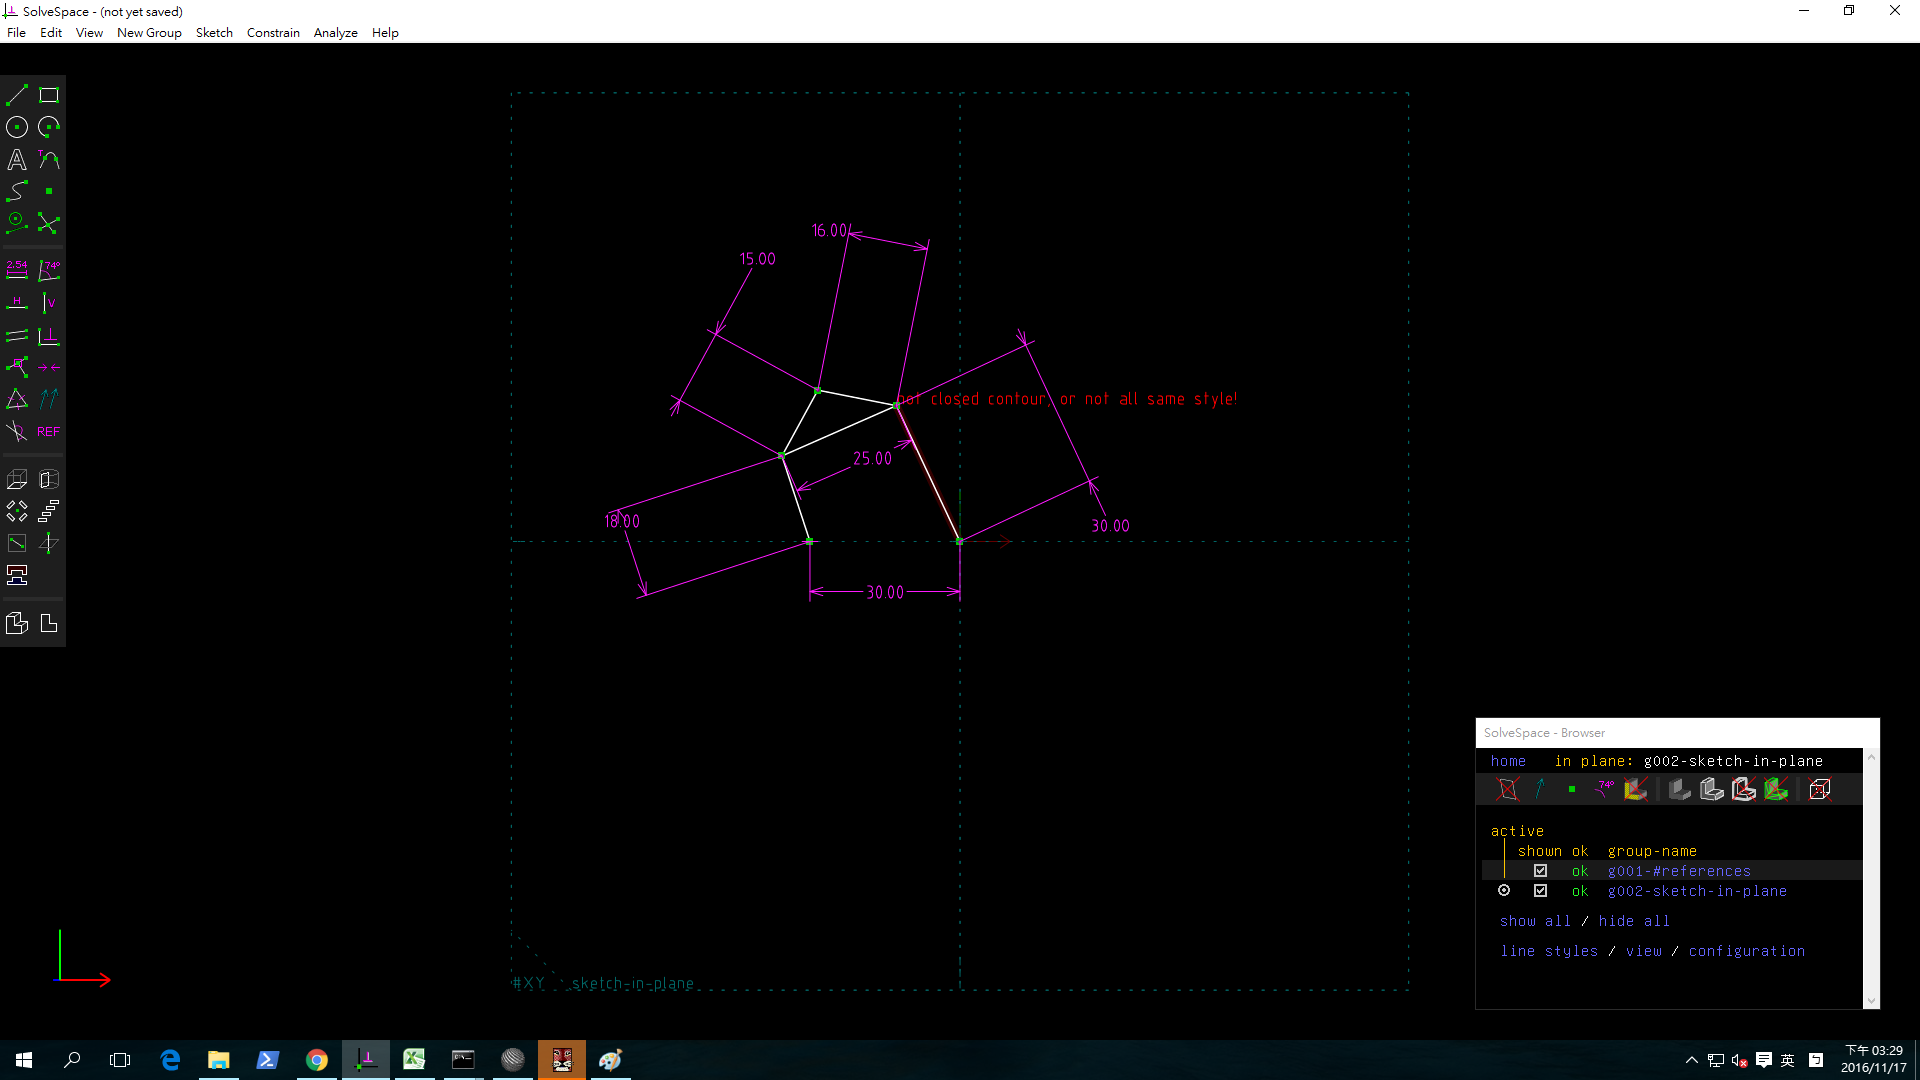 SolveSpace - (not yet saved)
File Edit View New Group Sketch Constrain Analyze Help
A T
2.54 74°
H V
REF
16.00
15.00
not closed contour, or not all same style!
25.00
18.00
30.00
30.00
#XY sketch-in-plane
SolveSpace - Browser
home in plane: g002-sketch-in-plane
74°
active
shown ok group-name
ok g001-#references
ok g002-sketch-in-plane
show all / hide all
line styles / view / configuration
英
下午 03:29
2016/11/17